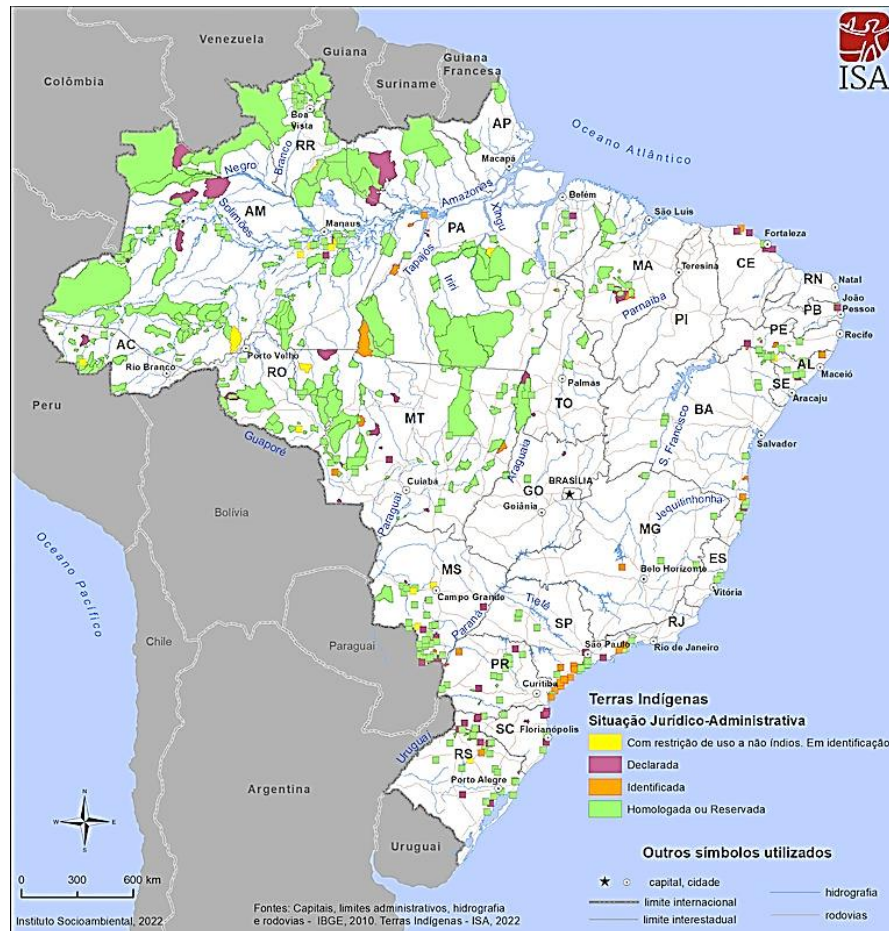 Venezuela
Guiana
Guiana
Francesa
Suriname
Colômbia
ISA
Boa
Vista
RR
AP
Oceano Atlântico
Macapá
Negro
Branco
Amazonas
Belém
São Luis
Solimões
AM
Manaus
PA
Xingu
Tapajós
Iriri
Fortaleza
MA
Teresina
CE
RN
Natal
Parnaiba
PI
PB
João
Pessoa
PE
Recife
AC
Porto Velho
Rio Branco
RO
AL
Maceió
SE
Aracaju
Palmas
TO
BA
MT
Peru
S. Francisco
Salvador
Guaporé
Araguaia
Cuiabá
GO
BRASÍLIA
Goiânia
Paraguai
Bolívia
MG
Jequitinhonha
Oceano Pacífico
ES
Belo Horizonte
Vitória
MS
Campo Grande
Tietê
SP
RJ
Paraná
São Paulo
Rio de Janeiro
Chile
Paraguai
PR
Curitiba
SC
Florianópolis
Uruguai
RS
Porto Alegre
Argentina
Uruguai
Terras Indígenas
Situação Jurídico-Administrativa
Com restrição de uso a não índios. Em identificação
Declarada
Identificada
Homologada ou Reservada
Outros símbolos utilizados
capital, cidade
hidrografia
limite internacional
limite interestadual
rodovias
N
W
E
S
0 300 600 km
Instituto Socioambiental, 2022
Fontes: Capitais, limites administrativos, hidrografia
e rodovias - IBGE, 2010. Terras Indígenas - ISA, 2022